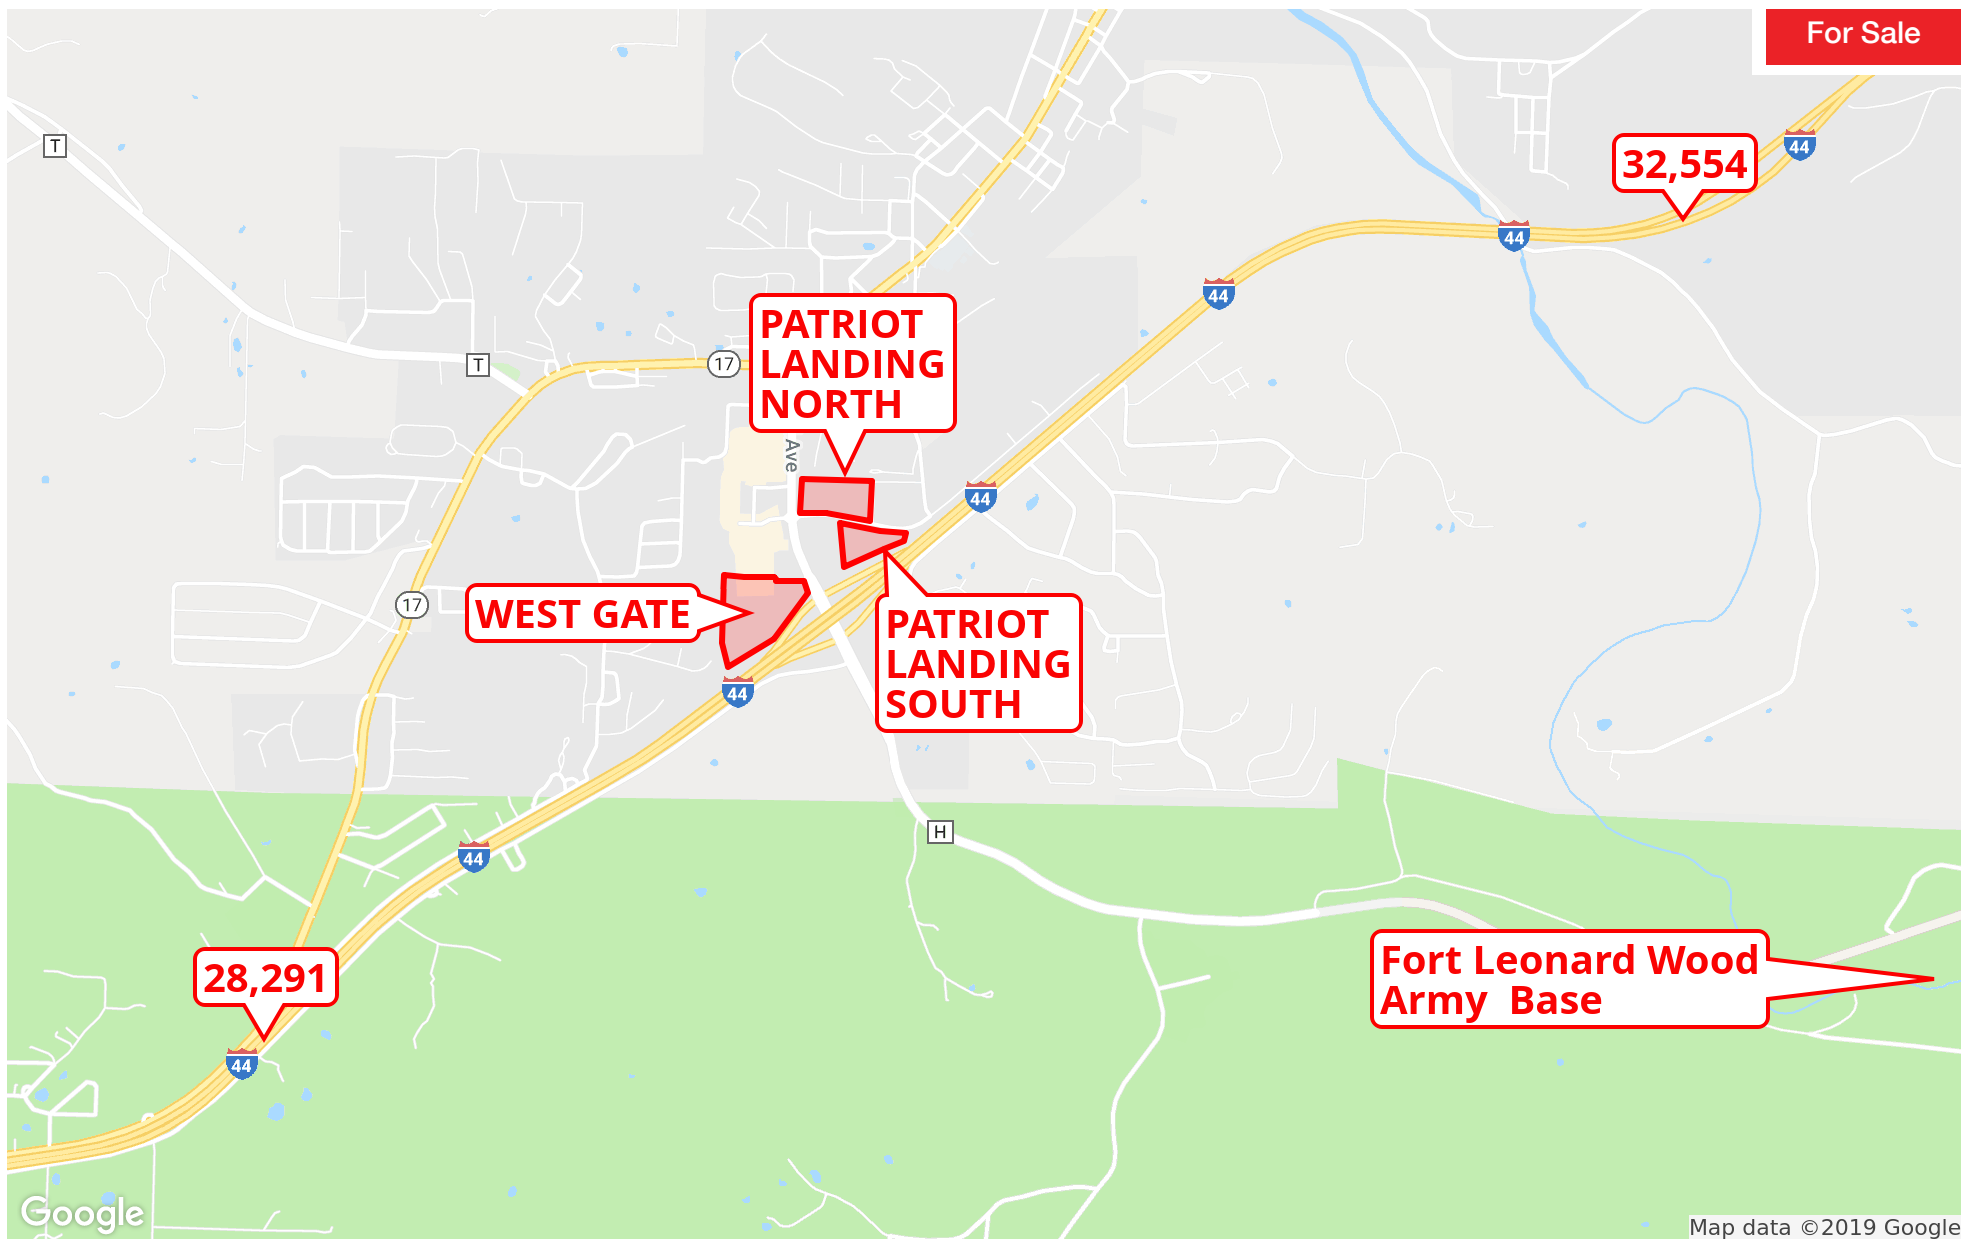 For Sale
T
44
32,554
44
44
PATRIOT
LANDING
NORTH
T
17
Ave
44
17
WEST GATE
PATRIOT
LANDING
SOUTH
44
H
44
Fort Leonard Wood
Army  Base
28,291
44
Google
Map data ©2019 Google